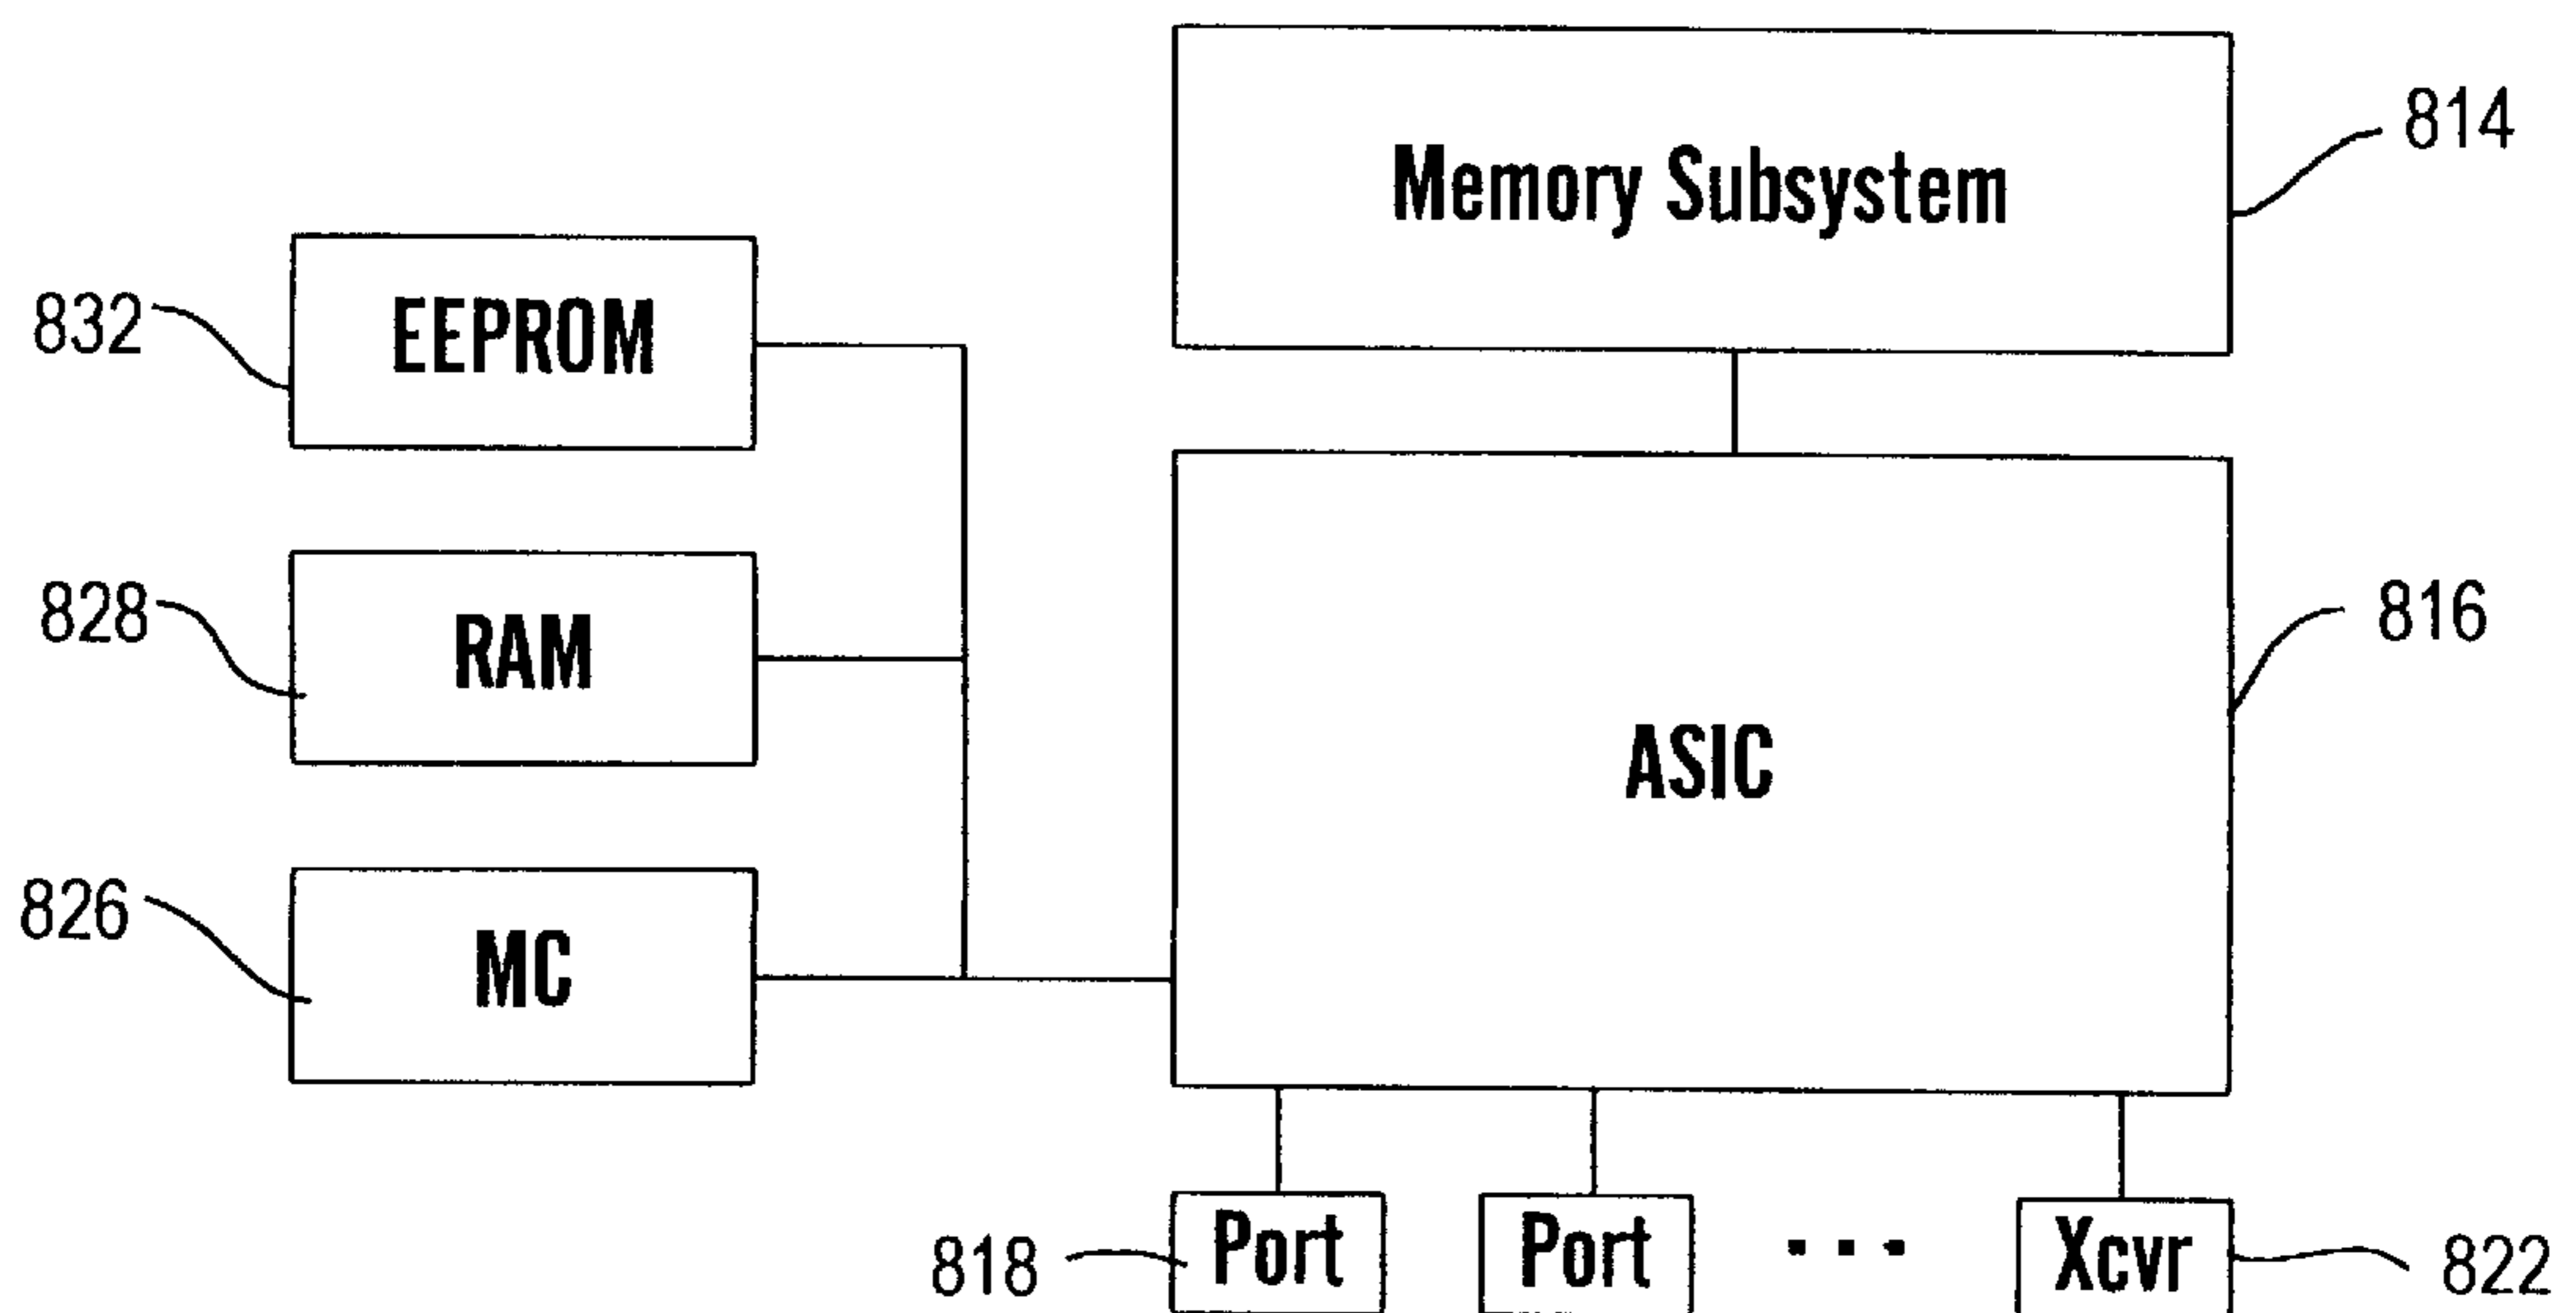 Memory Subsystem
814
EEPROM
832
RAM
828
ASIC
816
MC
826
818
Port
Port
...
Xcvr
822